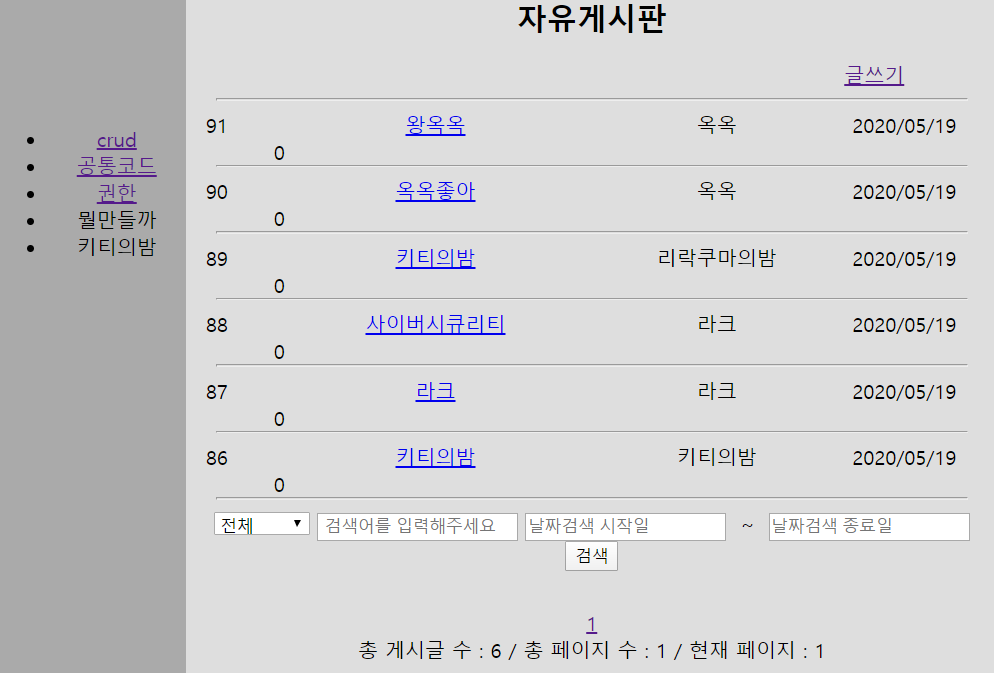 자유게시판
글쓰기
crud
공통코드
권한
뭘만들까
키티의밤
91 왕옥옥 옥옥 2020/05/19
0
90 옥옥좋아 옥옥 2020/05/19
0
89 키티의밤 리락쿠마의밤 2020/05/19
0
88 사이버시큐리티 라크 2020/05/19
0
87 라크 라크 2020/05/19
0
86 키티의밤 키티의밤 2020/05/19
0
전체 검색어를 입력해주세요 날짜검색 시작일 ~ 날짜검색 종료일
검색
1
총 게시글 수 : 6 / 총 페이지 수 : 1 / 현재 페이지 : 1